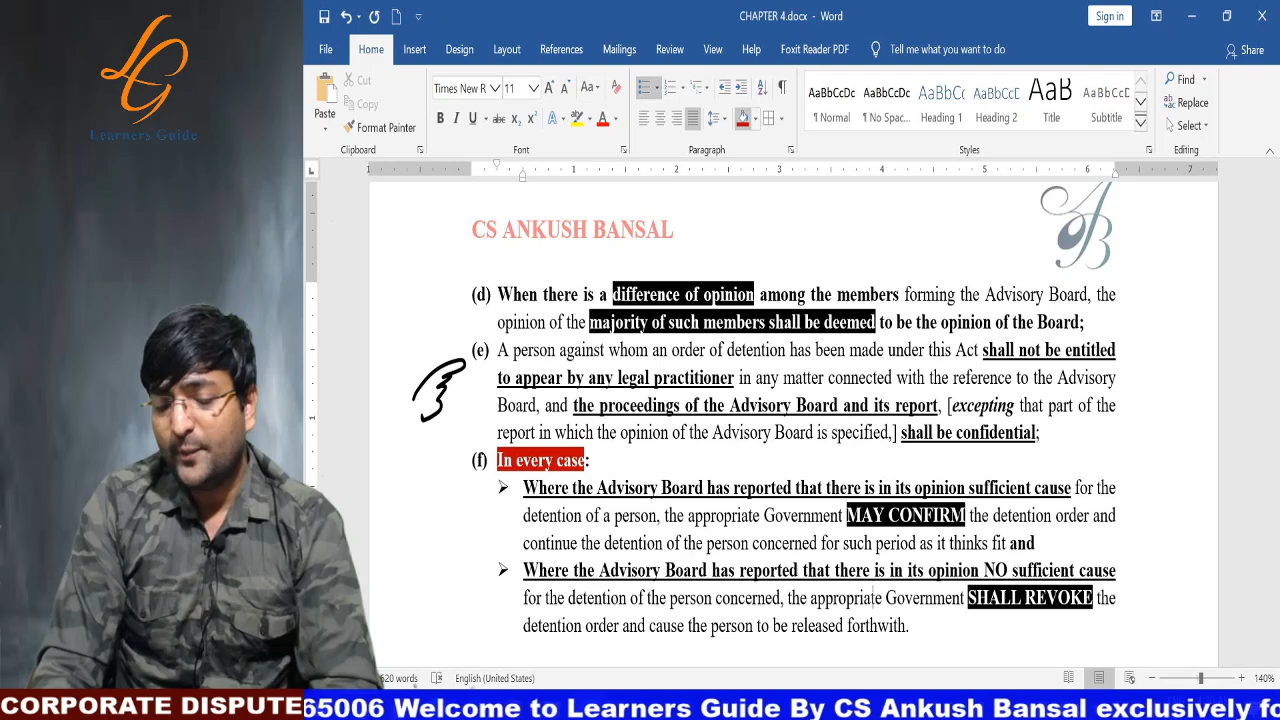 LG
Learners Guide
CHAPTER 4.docx - Word
Sign in
File Home Insert Design Layout References Mailings Review View Help Foxit Reader PDF Tell me what you want to do Share
Paste
Cut
Copy
Format Painter
Clipboard
Times New R 11
Font
Paragraph
AaBbCcDc AaBbCcDc AaBbCc AaBbCcC AaB AaBbCcC
¶ Normal ¶ No Spac... Heading 1 Heading 2 Title Subtitle
Styles
Find
Replace
Select
Editing
1 1 2 3 4 5 6 7
CS ANKUSH BANSAL
AB
(d) When there is a difference of opinion among the members forming the Advisory Board, the
opinion of the majority of such members shall be deemed to be the opinion of the Board;
(e) A person against whom an order of detention has been made under this Act shall not be entitled
to appear by any legal practitioner in any matter connected with the reference to the Advisory
Board, and the proceedings of the Advisory Board and its report, [excepting that part of the
report in which the opinion of the Advisory Board is specified,] shall be confidential;
(f) In every case:
➢ Where the Advisory Board has reported that there is in its opinion sufficient cause for the
detention of a person, the appropriate Government MAY CONFIRM the detention order and
continue the detention of the person concerned for such period as it thinks fit and
➢ Where the Advisory Board has reported that there is in its opinion NO sufficient cause
for the detention of the person concerned, the appropriate Government SHALL REVOKE the
detention order and cause the person to be released forthwith.
620 words English (United States) 140%
CORPORATE DISPUTE 65006 Welcome to Learners Guide By CS Ankush Bansal exclusively fo